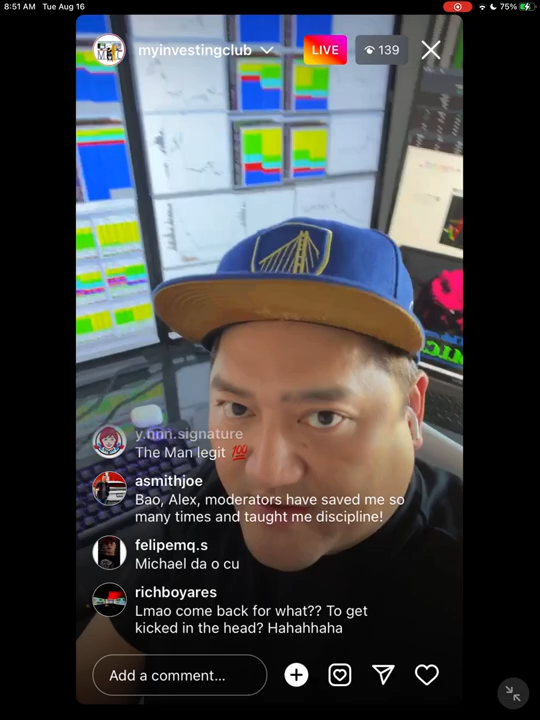 8:51 AM Tue Aug 16
75%
myinvestingclub
LIVE
139
y.nnn.signature
The Man legit 💯
asmithjoe
Bao, Alex, moderators have saved me so
many times and taught me discipline!
felipemq.s
Michael da o cu
richboyares
Lmao come back for what?? To get
kicked in the head? Hahahhaha
Add a comment...